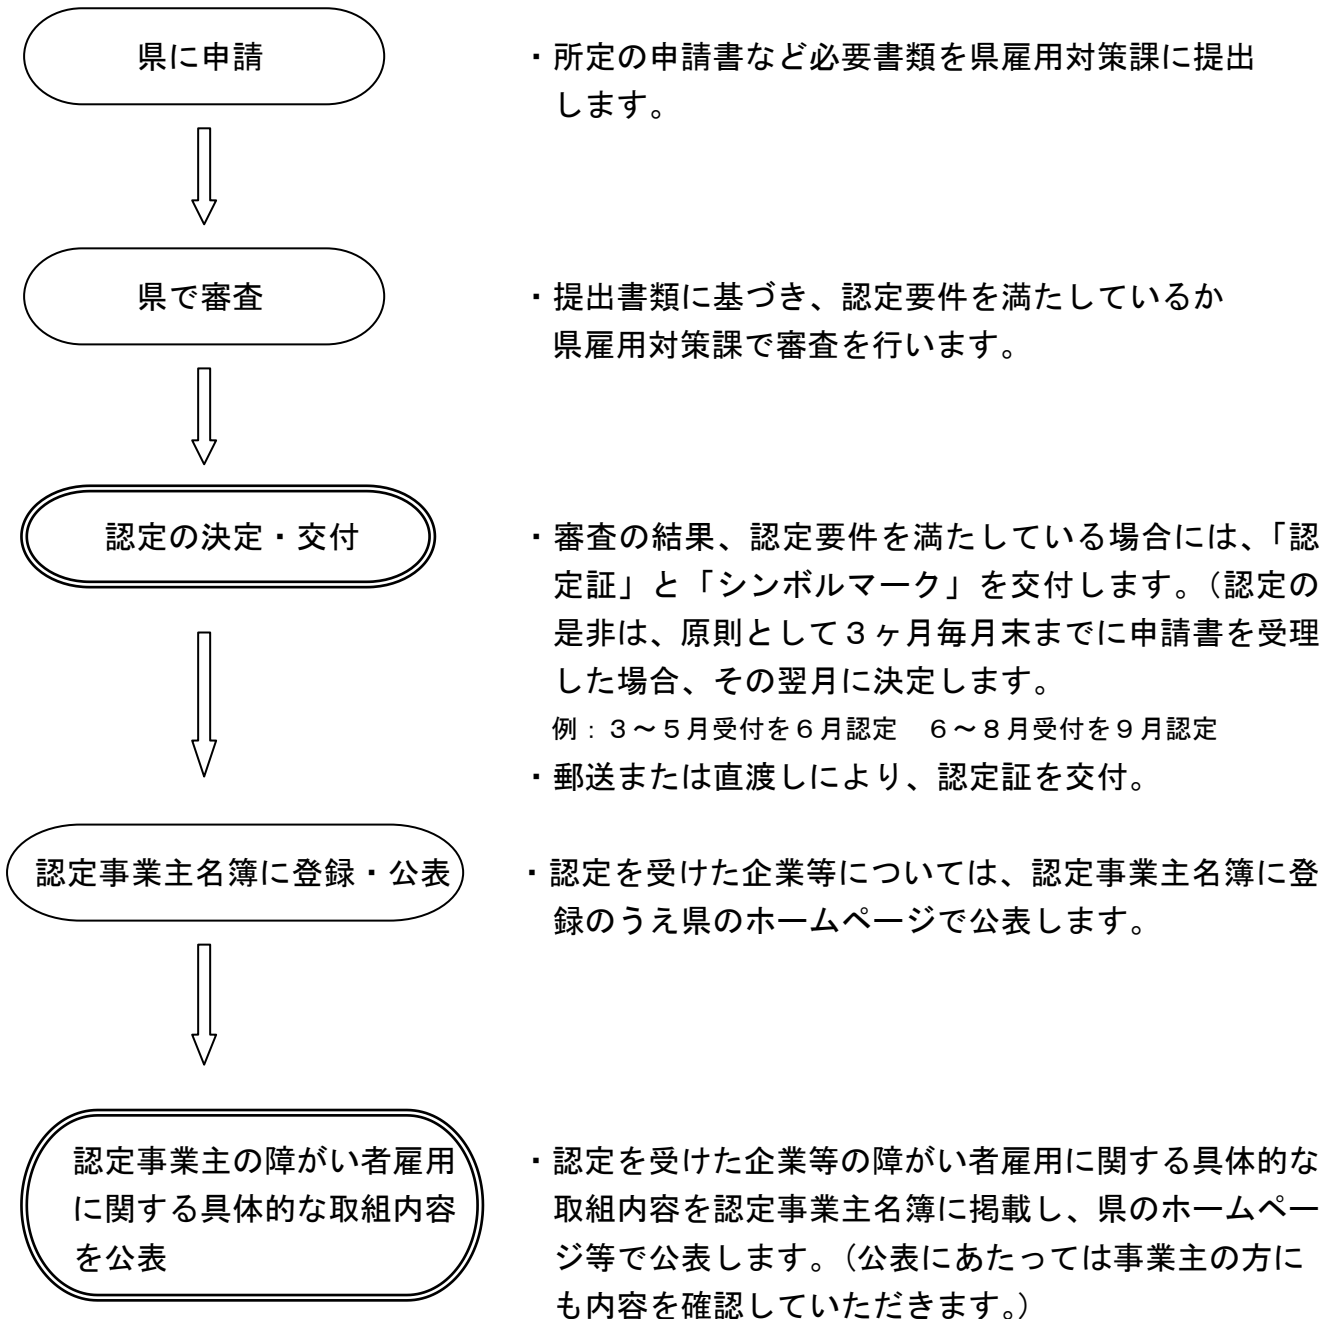 県に申請
・所定の申請書など必要書類を県雇用対策課に提出
します。
県で審査
・提出書類に基づき、認定要件を満たしているか
県雇用対策課で審査を行います。
認定の決定・交付
・審査の結果、認定要件を満たしている場合には、「認
定証」と「シンボルマーク」を交付します。（認定の
是非は、原則として３ヶ月毎月末までに申請書を受理
した場合、その翌月に決定します。
例：３～５月受付を６月認定　６～８月受付を９月認定
・郵送または直渡しにより、認定証を交付。
認定事業主名簿に登録・公表
・認定を受けた企業等については、認定事業主名簿に登
録のうえ県のホームページで公表します。
認定事業主の障がい者雇用
に関する具体的な取組内容
を公表
・認定を受けた企業等の障がい者雇用に関する具体的な
取組内容を認定事業主名簿に掲載し、県のホームペー
ジ等で公表します。（公表にあたっては事業主の方に
も内容を確認していただきます。）